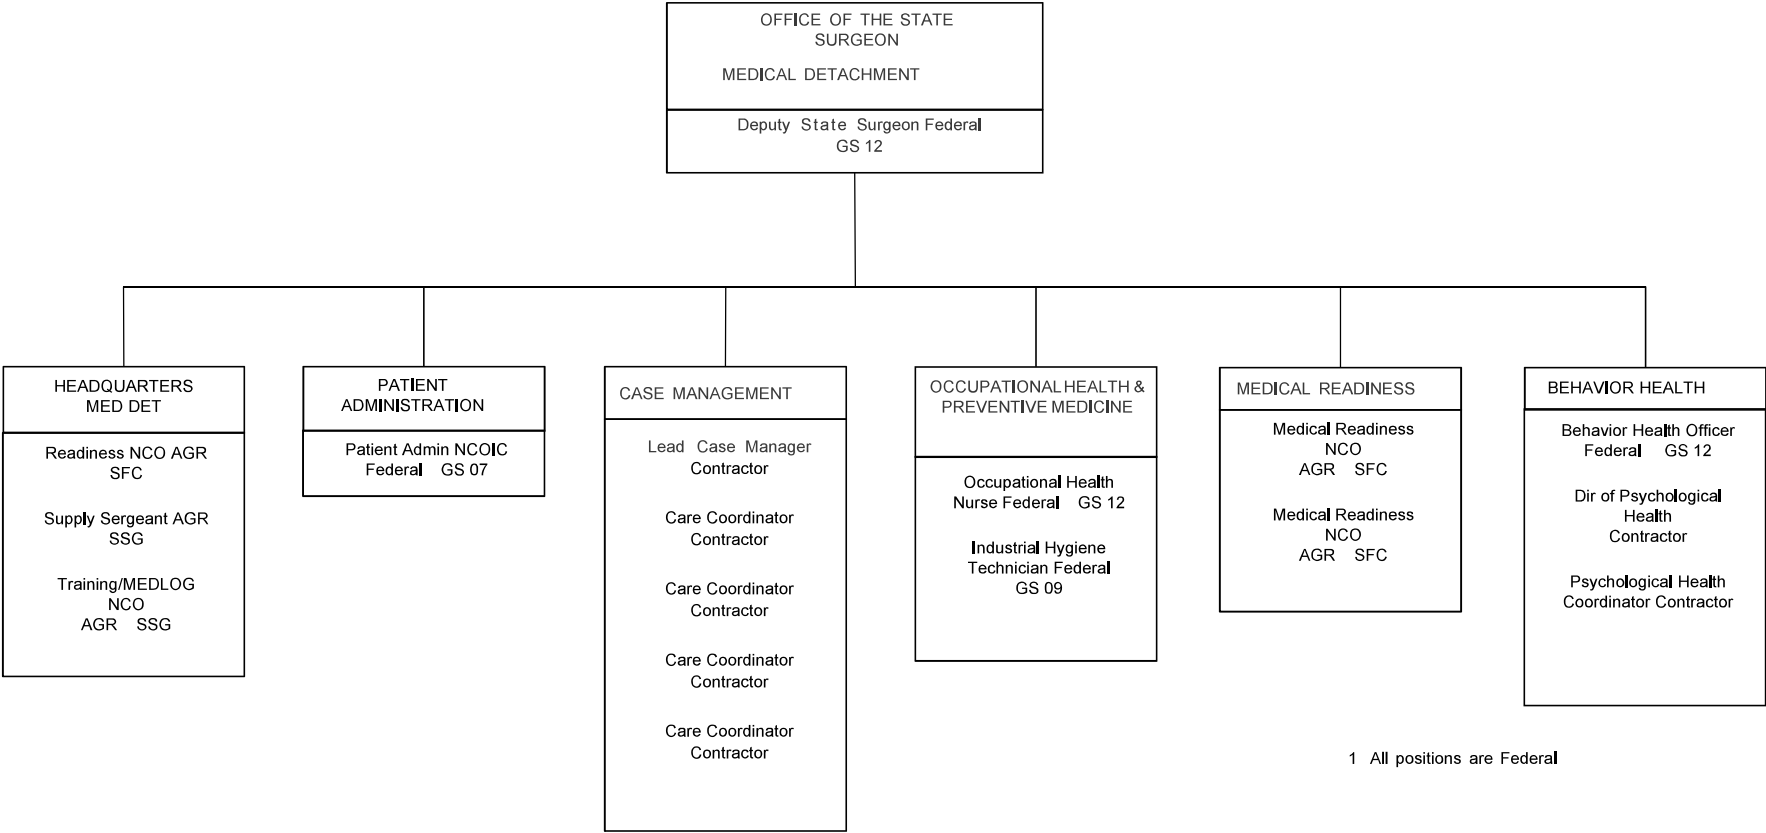 OFFICE OF THE STATE
SURGEON
MEDICAL DETACHMENT
Deputy State Surgeon Federal
GS 12
HEADQUARTERS
MED DET
Readiness NCO AGR
SFC
Supply Sergeant AGR
SSG
Training/MEDLOG
NCO
AGR SSG
PATIENT
ADMINISTRATION
Patient Admin NCOIC
Federal GS 07
CASE MANAGEMENT
Lead Case Manager
Contractor
Care Coordinator
Contractor
Care Coordinator
Contractor
Care Coordinator
Contractor
Care Coordinator
Contractor
OCCUPATIONAL HEALTH &
PREVENTIVE MEDICINE
Occupational Health
Nurse Federal GS 12
Industrial Hygiene
Technician Federal
GS 09
MEDICAL READINESS
Medical Readiness
NCO
AGR SFC
Medical Readiness
NCO
AGR SFC
BEHAVIOR HEALTH
Behavior Health Officer
Federal GS 12
Dir of Psychological
Health
Contractor
Psychological Health
Coordinator Contractor
1 All positions are Federal